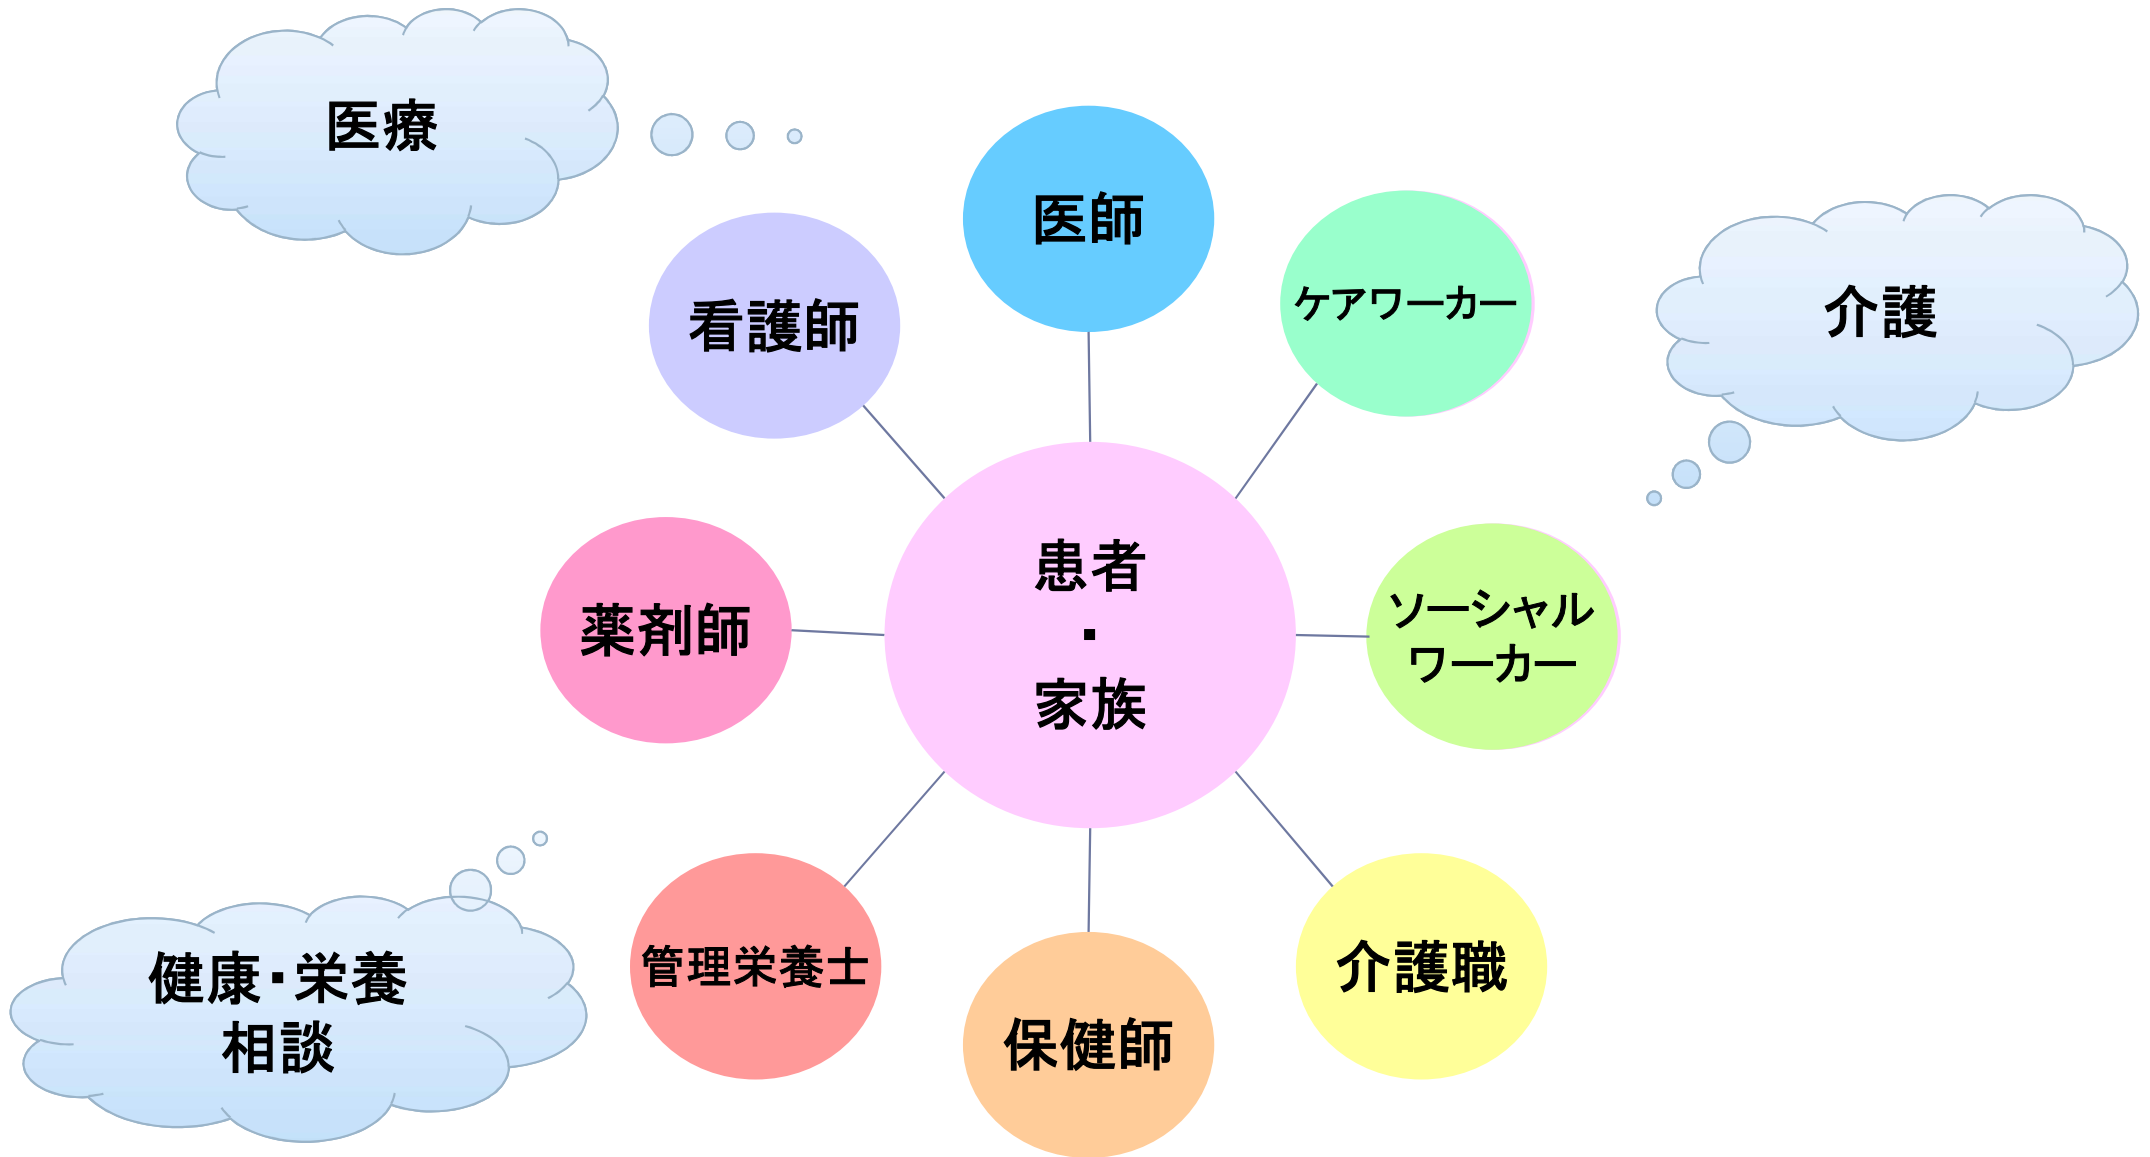 医療
医師
ケアワーカー
介護
看護師
患者
・
家族
薬剤師
ソーシャル
ワーカー
健康・栄養
相談
管理栄養士
保健師
介護職